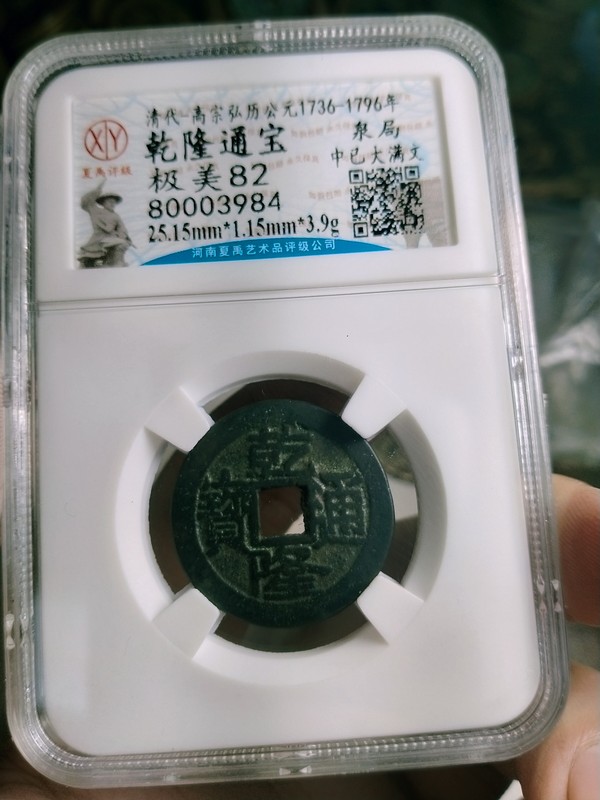 清代-高宗弘历公元1736-1796年
XY
夏禹评级
乾隆通宝
泉局
极美82
中已大满文
80003984
25.15mm*1.15mm*3.9g
河南夏禹艺术品评级公司
乾隆通寶